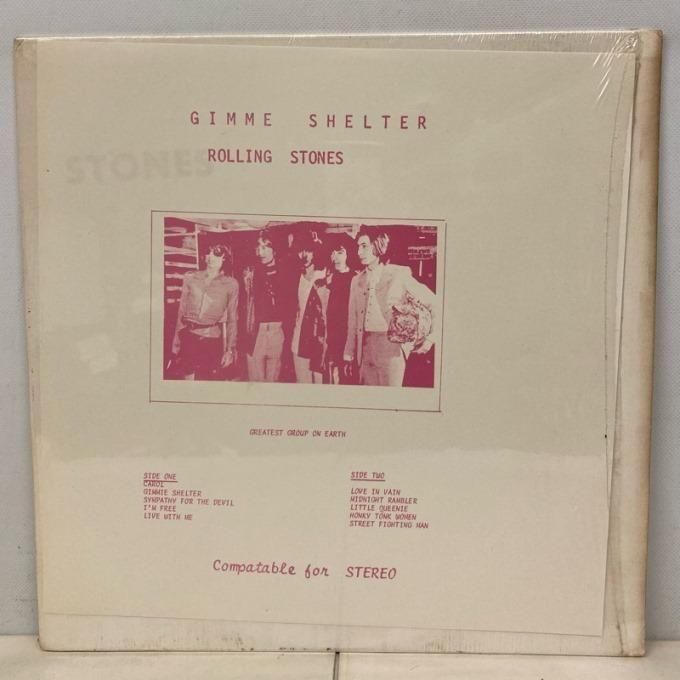 GIMME SHELTER
ROLLING STONES
STONES
GREATEST GROUP ON EARTH
SIDE ONE
CAROL
GIMMIE SHELTER
SYMPATHY FOR THE DEVIL
I'M FREE
LIVE WITH ME
SIDE TWO
LOVE IN VAIN
MIDNIGHT RAMBLER
LITTLE QUEENIE
HONKY TONK WOMEN
STREET FIGHTING MAN
Compatable for STEREO